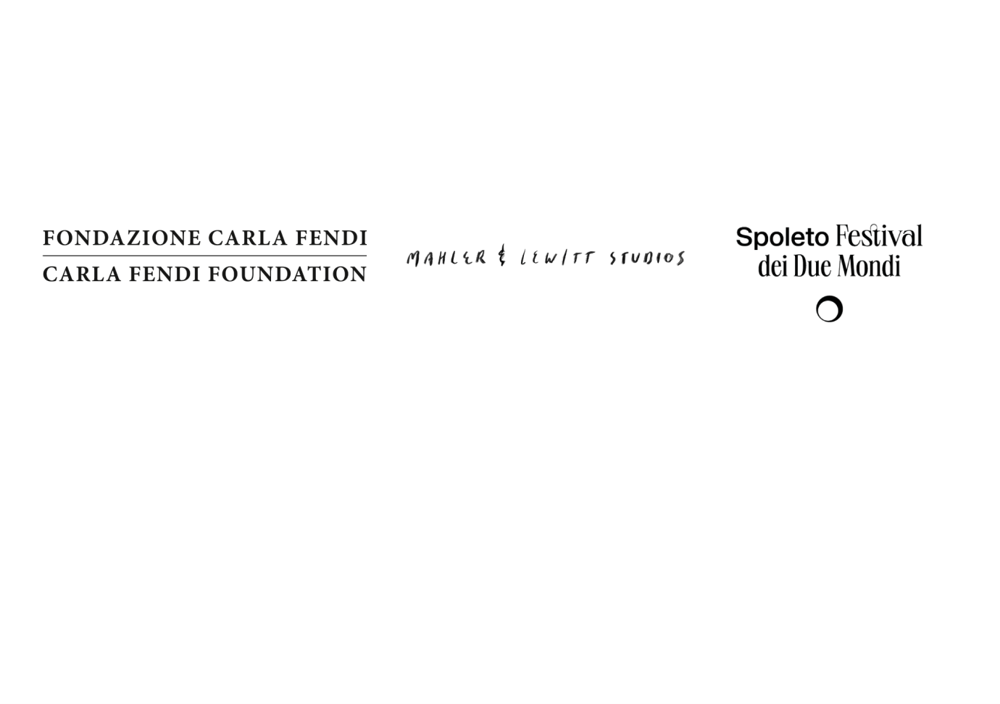 FONDAZIONE CARLA FENDI
CARLA FENDI FOUNDATION
MAHLER & LEWITT STUDIOS
Spoleto Festival
dei Due Mondi